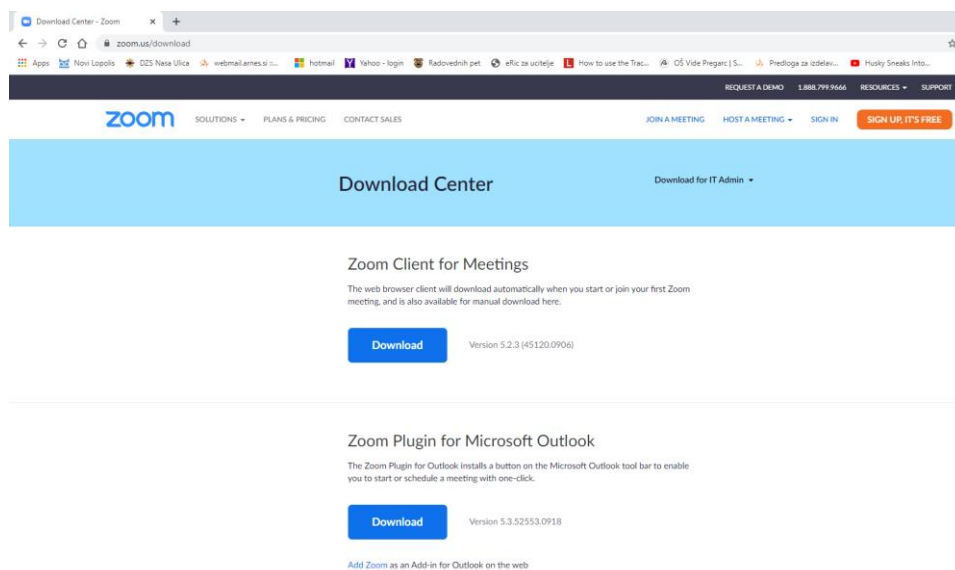 Download Center - Zoom
zoom.us/download
Apps Novi Lopolis DZS Nasa Ulica webmail.arnes.si ::... hotmail Yahoo - login Radovednih pet eRic za ucitelje How to use the Trac... OŠ Vide Pregarc | S... Predloga za izdelav... Husky Sneaks Into...
REQUEST A DEMO 1.888.799.9666 RESOURCES SUPPORT
zoom SOLUTIONS PLANS & PRICING CONTACT SALES JOIN A MEETING HOST A MEETING SIGN IN SIGN UP, IT'S FREE
Download Center Download for IT Admin
Zoom Client for Meetings
The web browser client will download automatically when you start or join your first Zoom
meeting, and is also available for manual download here.
Download Version 5.2.3 (45120.0906)
Zoom Plugin for Microsoft Outlook
The Zoom Plugin for Outlook installs a button on the Microsoft Outlook tool bar to enable
you to start or schedule a meeting with one-click.
Download Version 5.3.52553.0918
Add Zoom as an Add-in for Outlook on the web